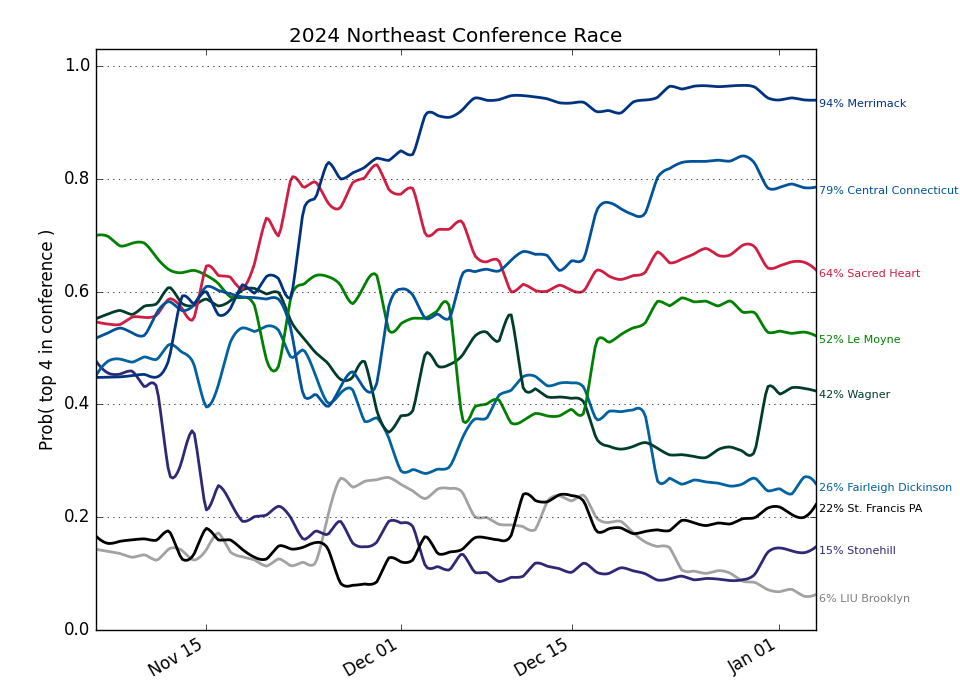 2024 Northeast Conference Race
Prob( top 4 in conference )
1.0
0.8
0.6
0.4
0.2
0.0
Nov 15
Dec 01
Dec 15
Jan 01
94% Merrimack
79% Central Connecticut
64% Sacred Heart
52% Le Moyne
42% Wagner
26% Fairleigh Dickinson
22% St. Francis PA
15% Stonehill
6% LIU Brooklyn